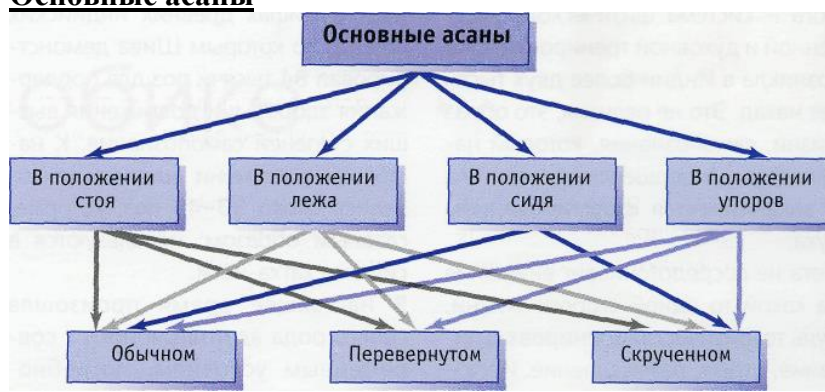 Основные асаны
Основные асаны
В положении
стоя
В положении
лежа
В положении
сидя
В положении
упоров
Обычном
Перевернутом
Скрученном